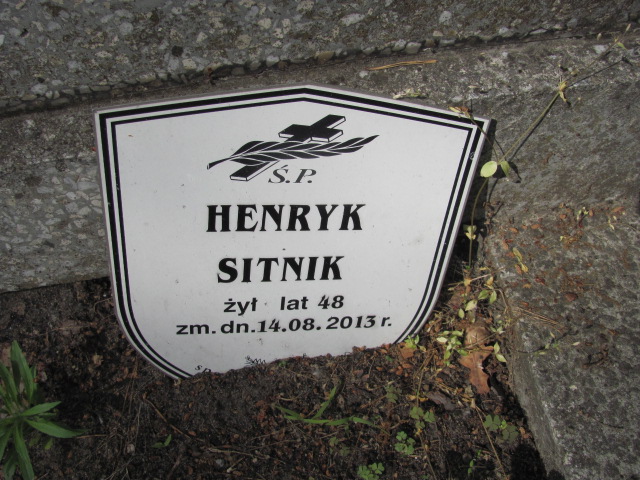 Ś.P.
HENRYK
SITNIK
żył lat 48
zm. dn. 14.08.2013 r.